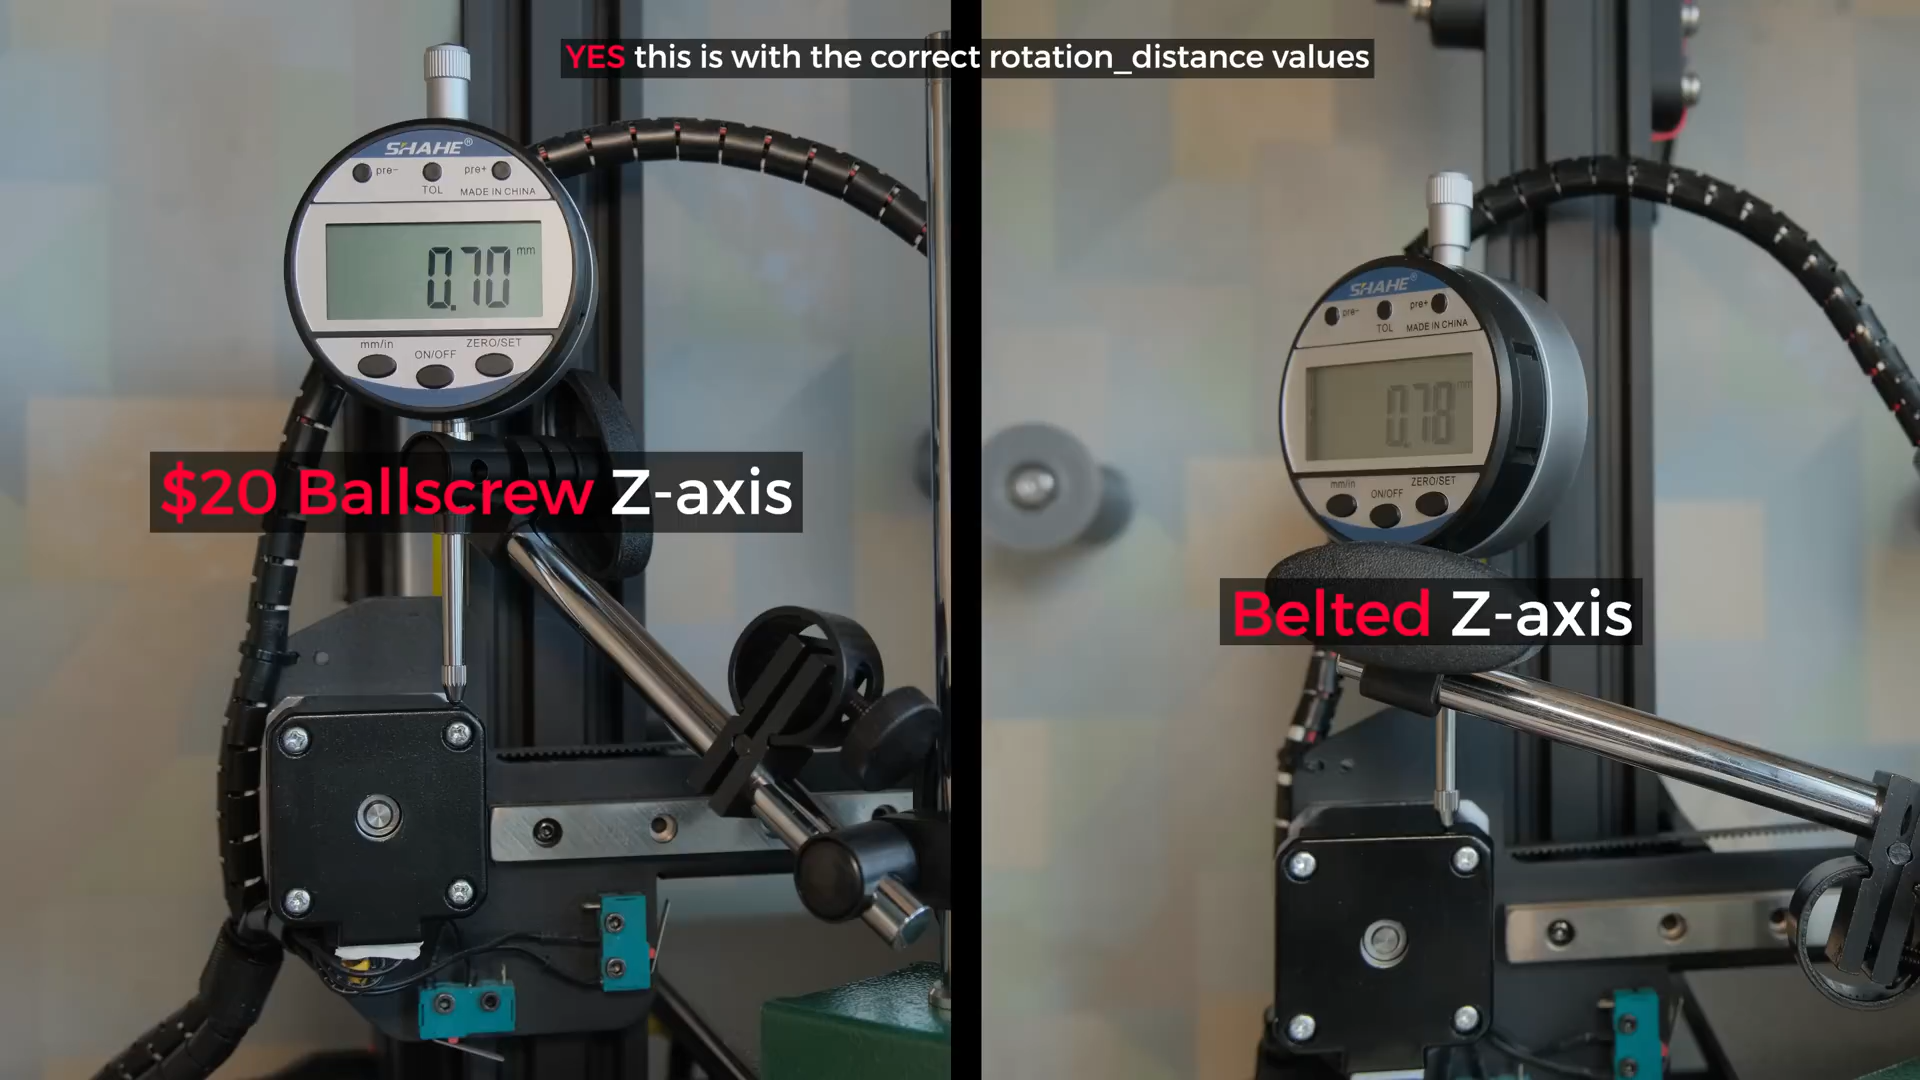 YES this is with the correct rotation_distance values
SHAHE®
pre- pre+
TOL
MADE IN CHINA
0.70 mm
mm/in ON/OFF ZERO/SET
$20 Ballscrew Z-axis
SHAHE®
pre- pre+
TOL
MADE IN CHINA
0.78 mm
mm/in ON/OFF ZERO/SET
Belted Z-axis